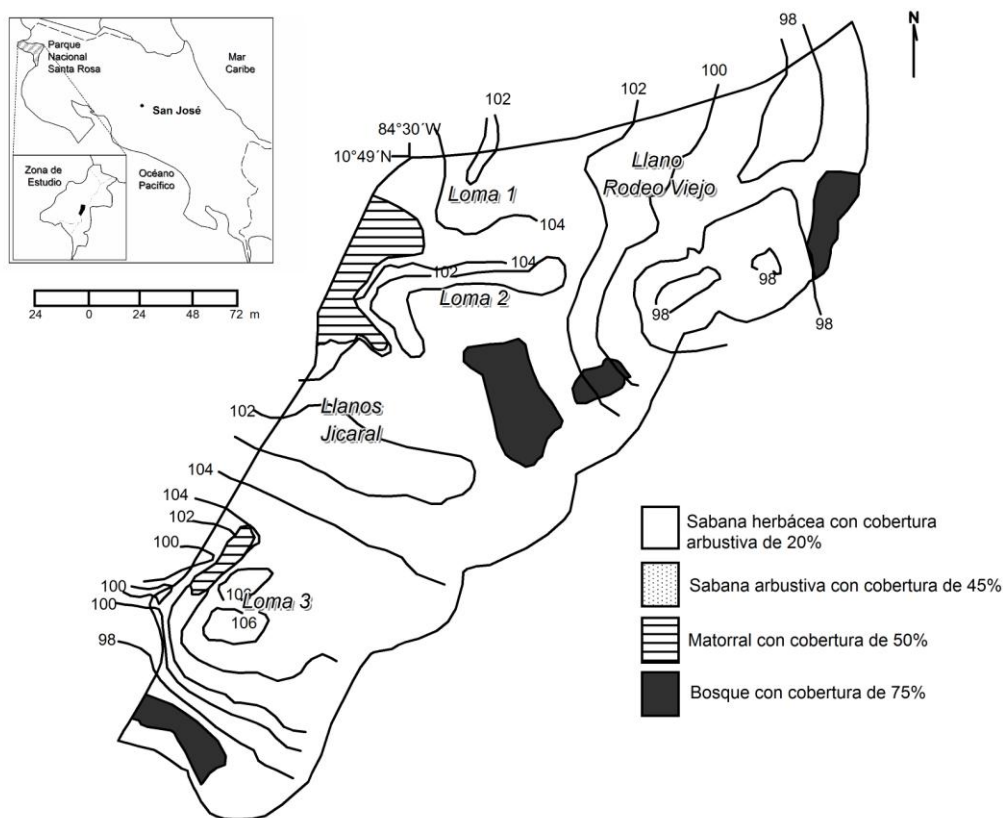 Parque
Nacional
Santa Rosa
Mar
Caribe
San José
Zona de
Estudio
Océano
Pacífico
24 0 24 48 72 m
N
98
100
102
102
84°30´W
10°49´N
Llano
Rodeo Viejo
Loma 1
104
104
102
Loma 2
98
98
98
102
Llanos
Jicaral
104
104
102
100
100
100
Loma 3
106
98
Sabana herbácea con cobertura
arbustiva de 20%
Sabana arbustiva con cobertura de 45%
Matorral con cobertura de 50%
Bosque con cobertura de 75%